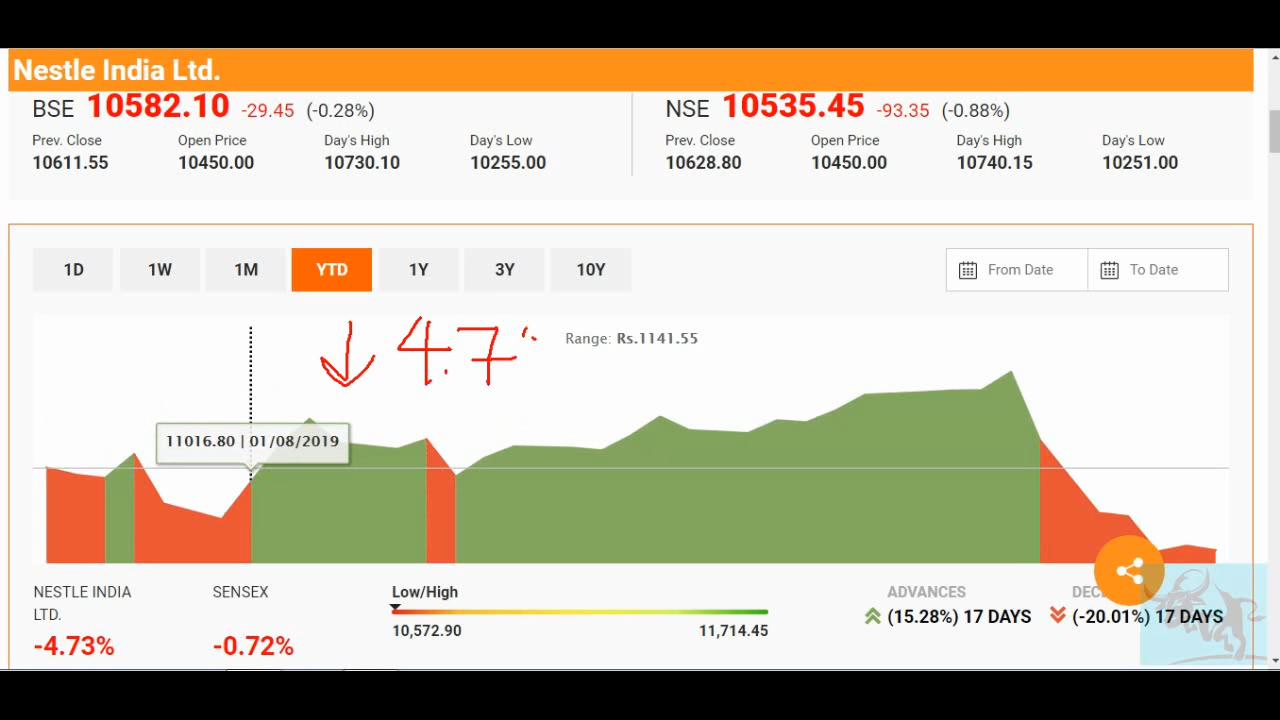 Nestle India Ltd.
BSE 10582.10 -29.45 (-0.28%)
NSE 10535.45 -93.35 (-0.88%)
Prev. Close Open Price Day's High Day's Low
10611.55 10450.00 10730.10 10255.00
Prev. Close Open Price Day's High Day's Low
10628.80 10450.00 10740.15 10251.00
1D 1W 1M YTD 1Y 3Y 10Y
From Date To Date
4.7
Range: Rs.1141.55
11016.80 | 01/08/2019
NESTLE INDIA LTD.
-4.73%
SENSEX
-0.72%
Low/High
10,572.90 11,714.45
ADVANCES
(15.28%) 17 DAYS
(-20.01%) 17 DAYS